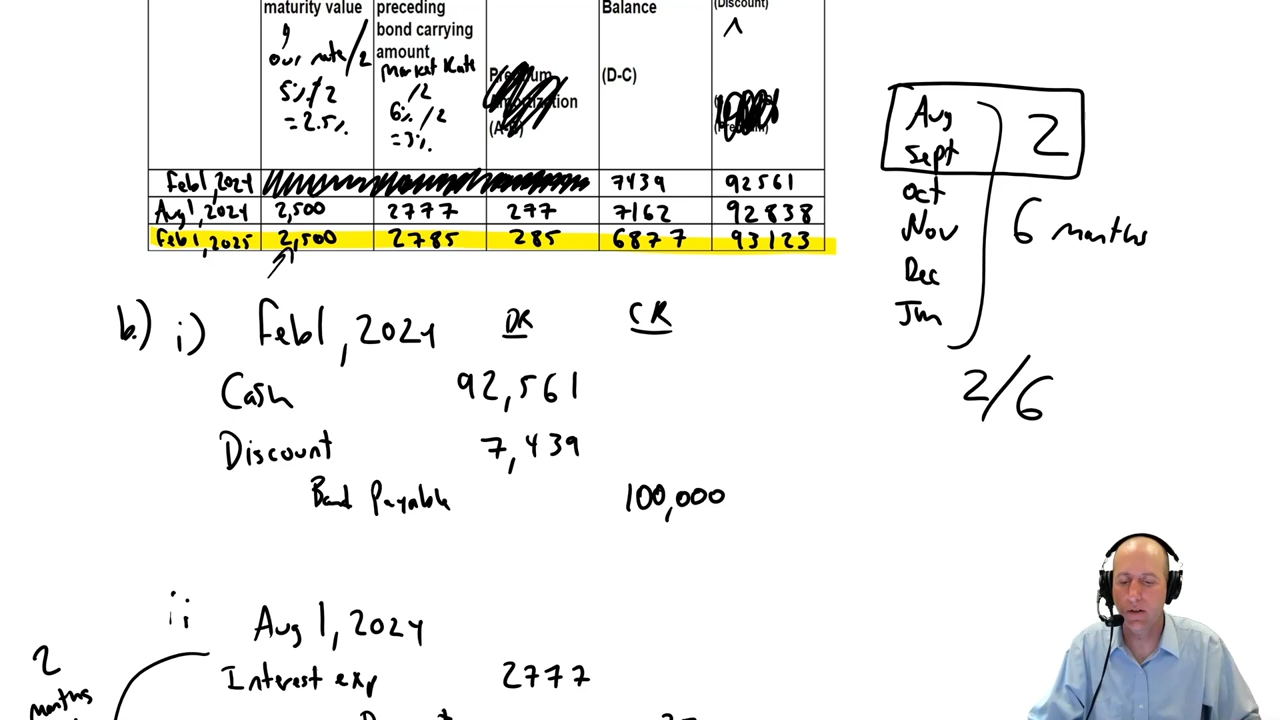 maturity value
preceding
bond carrying
amount
Balance
(D-C)
(Discount)
our rate/2
5%/2
=2.5%
Market Rate
/2
6%/2
=3%
Premium
Amortization
Feb 1, 2024 7439 92561
Aug 1, 2024 2,500 2777 277 7162 92838
Feb 1, 2025 2,500 2785 285 6877 93123
Aug
Sept
2
Oct
Nov
Dec
Jan
6 months
2/6
b.) i) Feb 1, 2024 DR CR
Cash 92,561
Discount 7,439
Bond Payable 100,000
ii Aug 1, 2024
Interest exp 2777
2
months